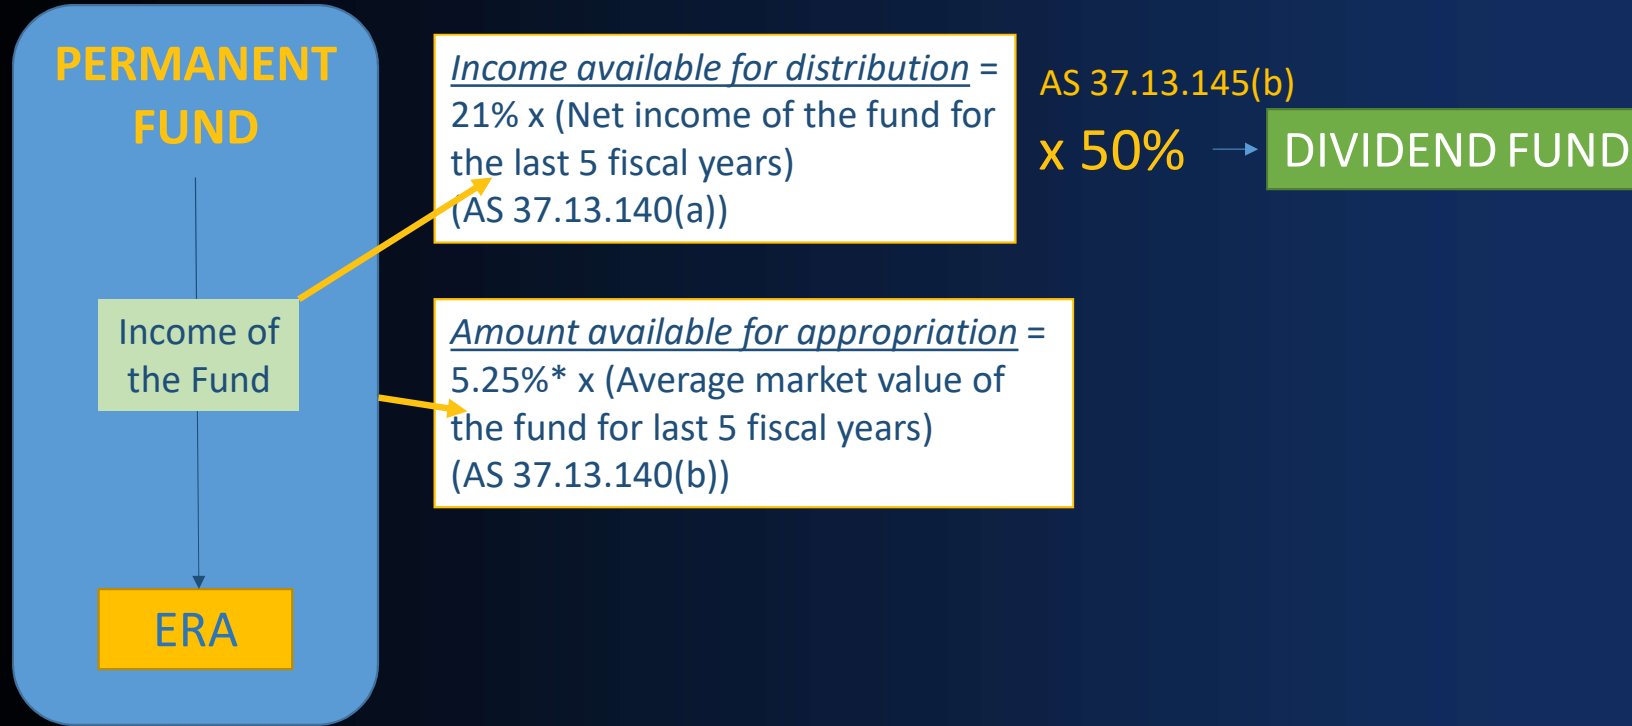 PERMANENT
FUND
Income of
the Fund
ERA
Income available for distribution =
21% x (Net income of the fund for
the last 5 fiscal years)
(AS 37.13.140(a))
AS 37.13.145(b)
x 50%
DIVIDEND FUND
Amount available for appropriation =
5.25%* x (Average market value of
the fund for last 5 fiscal years)
(AS 37.13.140(b))